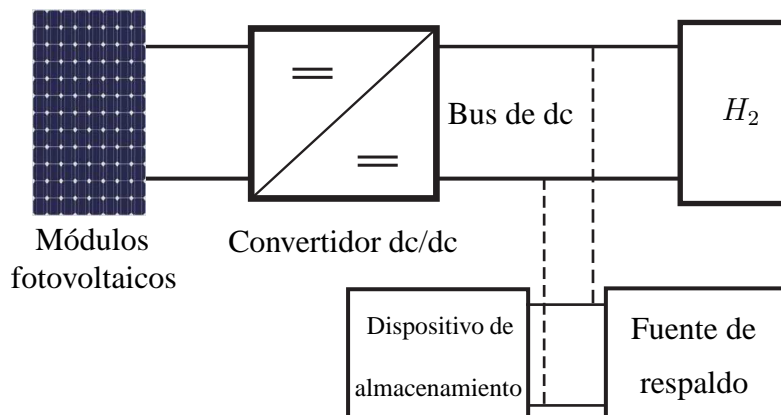 Bus de dc
H₂
Módulos
fotovoltaicos
Convertidor dc/dc
Dispositivo de
almacenamiento
Fuente de
respaldo